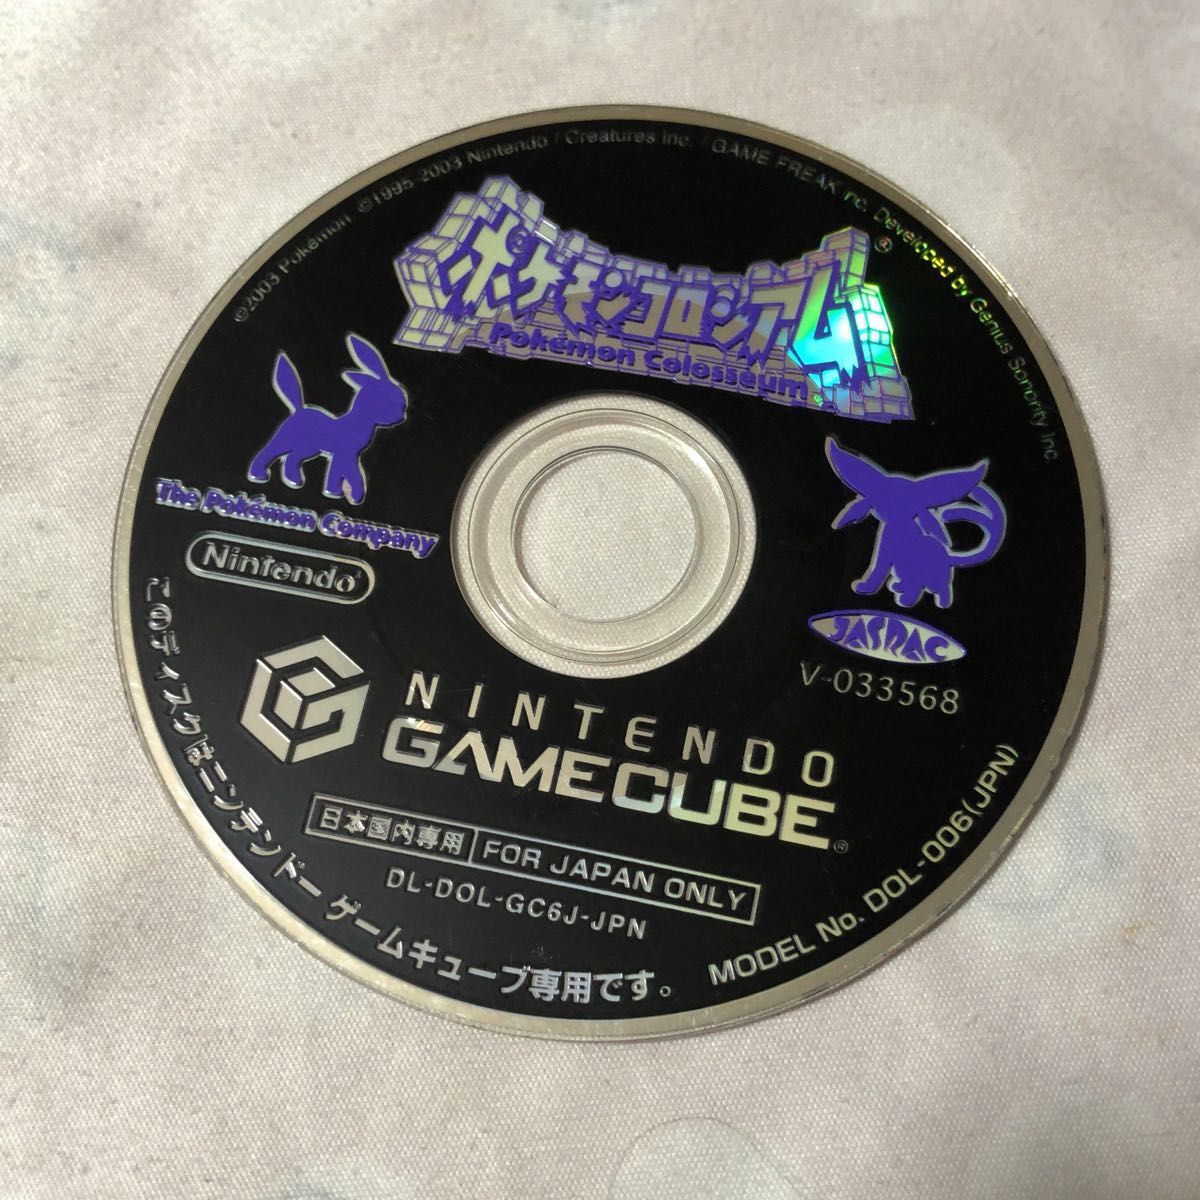 ©2003 Pokémon. ©1995-2003 Nintendo / Creatures Inc. / GAME FREAK inc. Developed by Genius Sonority Inc.
ポケモンコロシアム
®
Pokémon Colosseum
The Pokémon Company
Nintendo
JASRAC
V-033568
NINTENDO
GAMECUBE®
日本国内専用 FOR JAPAN ONLY
DL-DOL-GC6J-JPN
MODEL No. DOL-006(JPN)
このディスクはニンテンドー ゲームキューブ専用です。